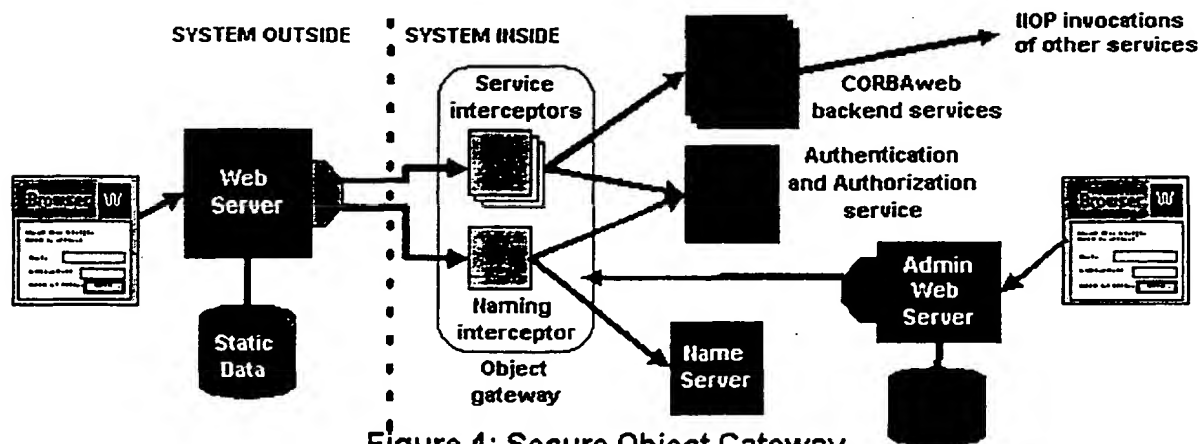 SYSTEM OUTSIDE
SYSTEM INSIDE
IIOP invocations
of other services
Service
interceptors
CORBAweb
backend services
Web
Server
Browser W
Authentication
and Authorization
service
Browser W
Naming
interceptor
Admin
Web
Server
Static
Data
Object
gateway
Name
Server
Figure 4: Secure Object Gateway